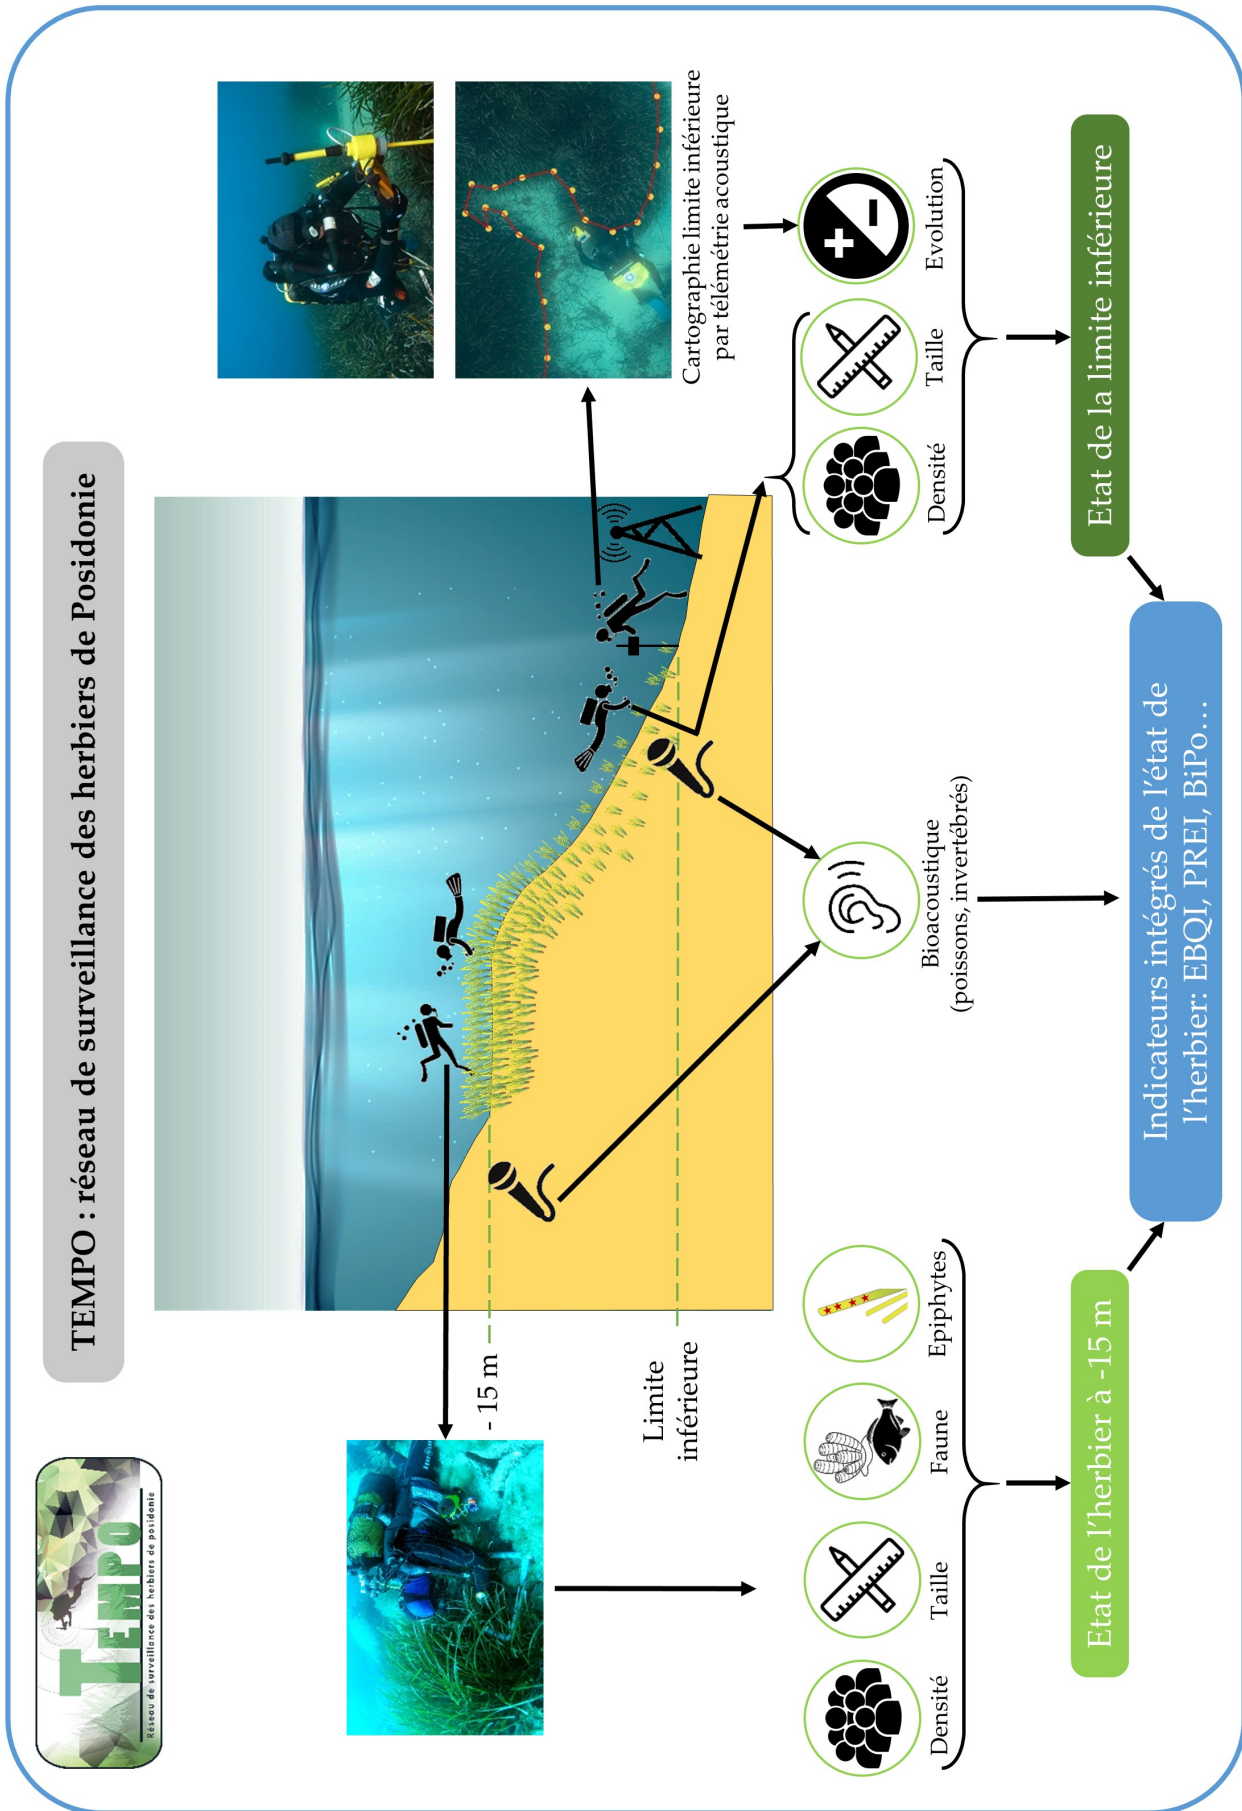 TEMPO
Réseau de surveillance des herbiers de posidonie
TEMPO : réseau de surveillance des herbiers de Posidonie
- 15 m
Limite
inférieure
Cartographie limite inférieure
par télémétrie acoustique
Densité
Taille
Faune
Epiphytes
Bioacoustique
(poissons, invertébrés)
Densité
Taille
Evolution
Etat de l'herbier à -15 m
Etat de la limite inférieure
Indicateurs intégrés de l'état de
l'herbier: EBQI, PREI, BiPo...